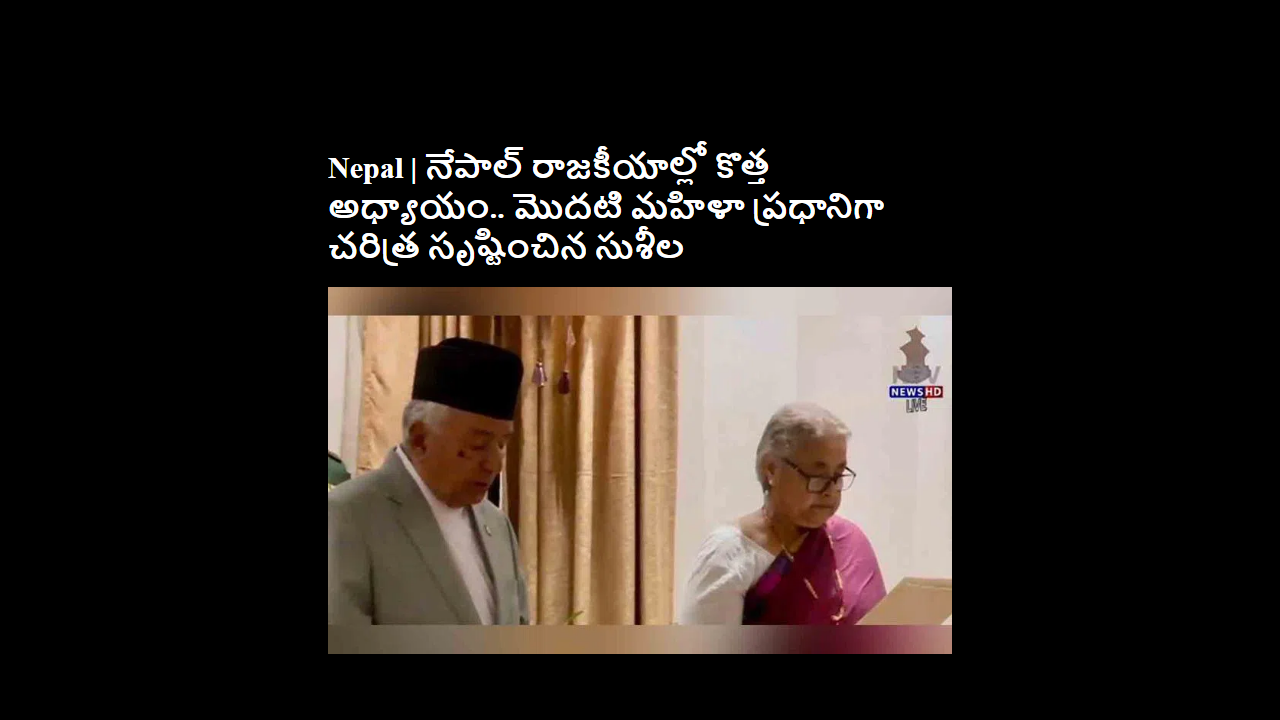 Nepal | నేపాల్ రాజకీయాల్లో కొత్త
అధ్యాయం.. మొదటి మహిళా ప్రధానిగా
చరిత్ర సృష్టించిన సుశీల
NEWS HD
LIVE